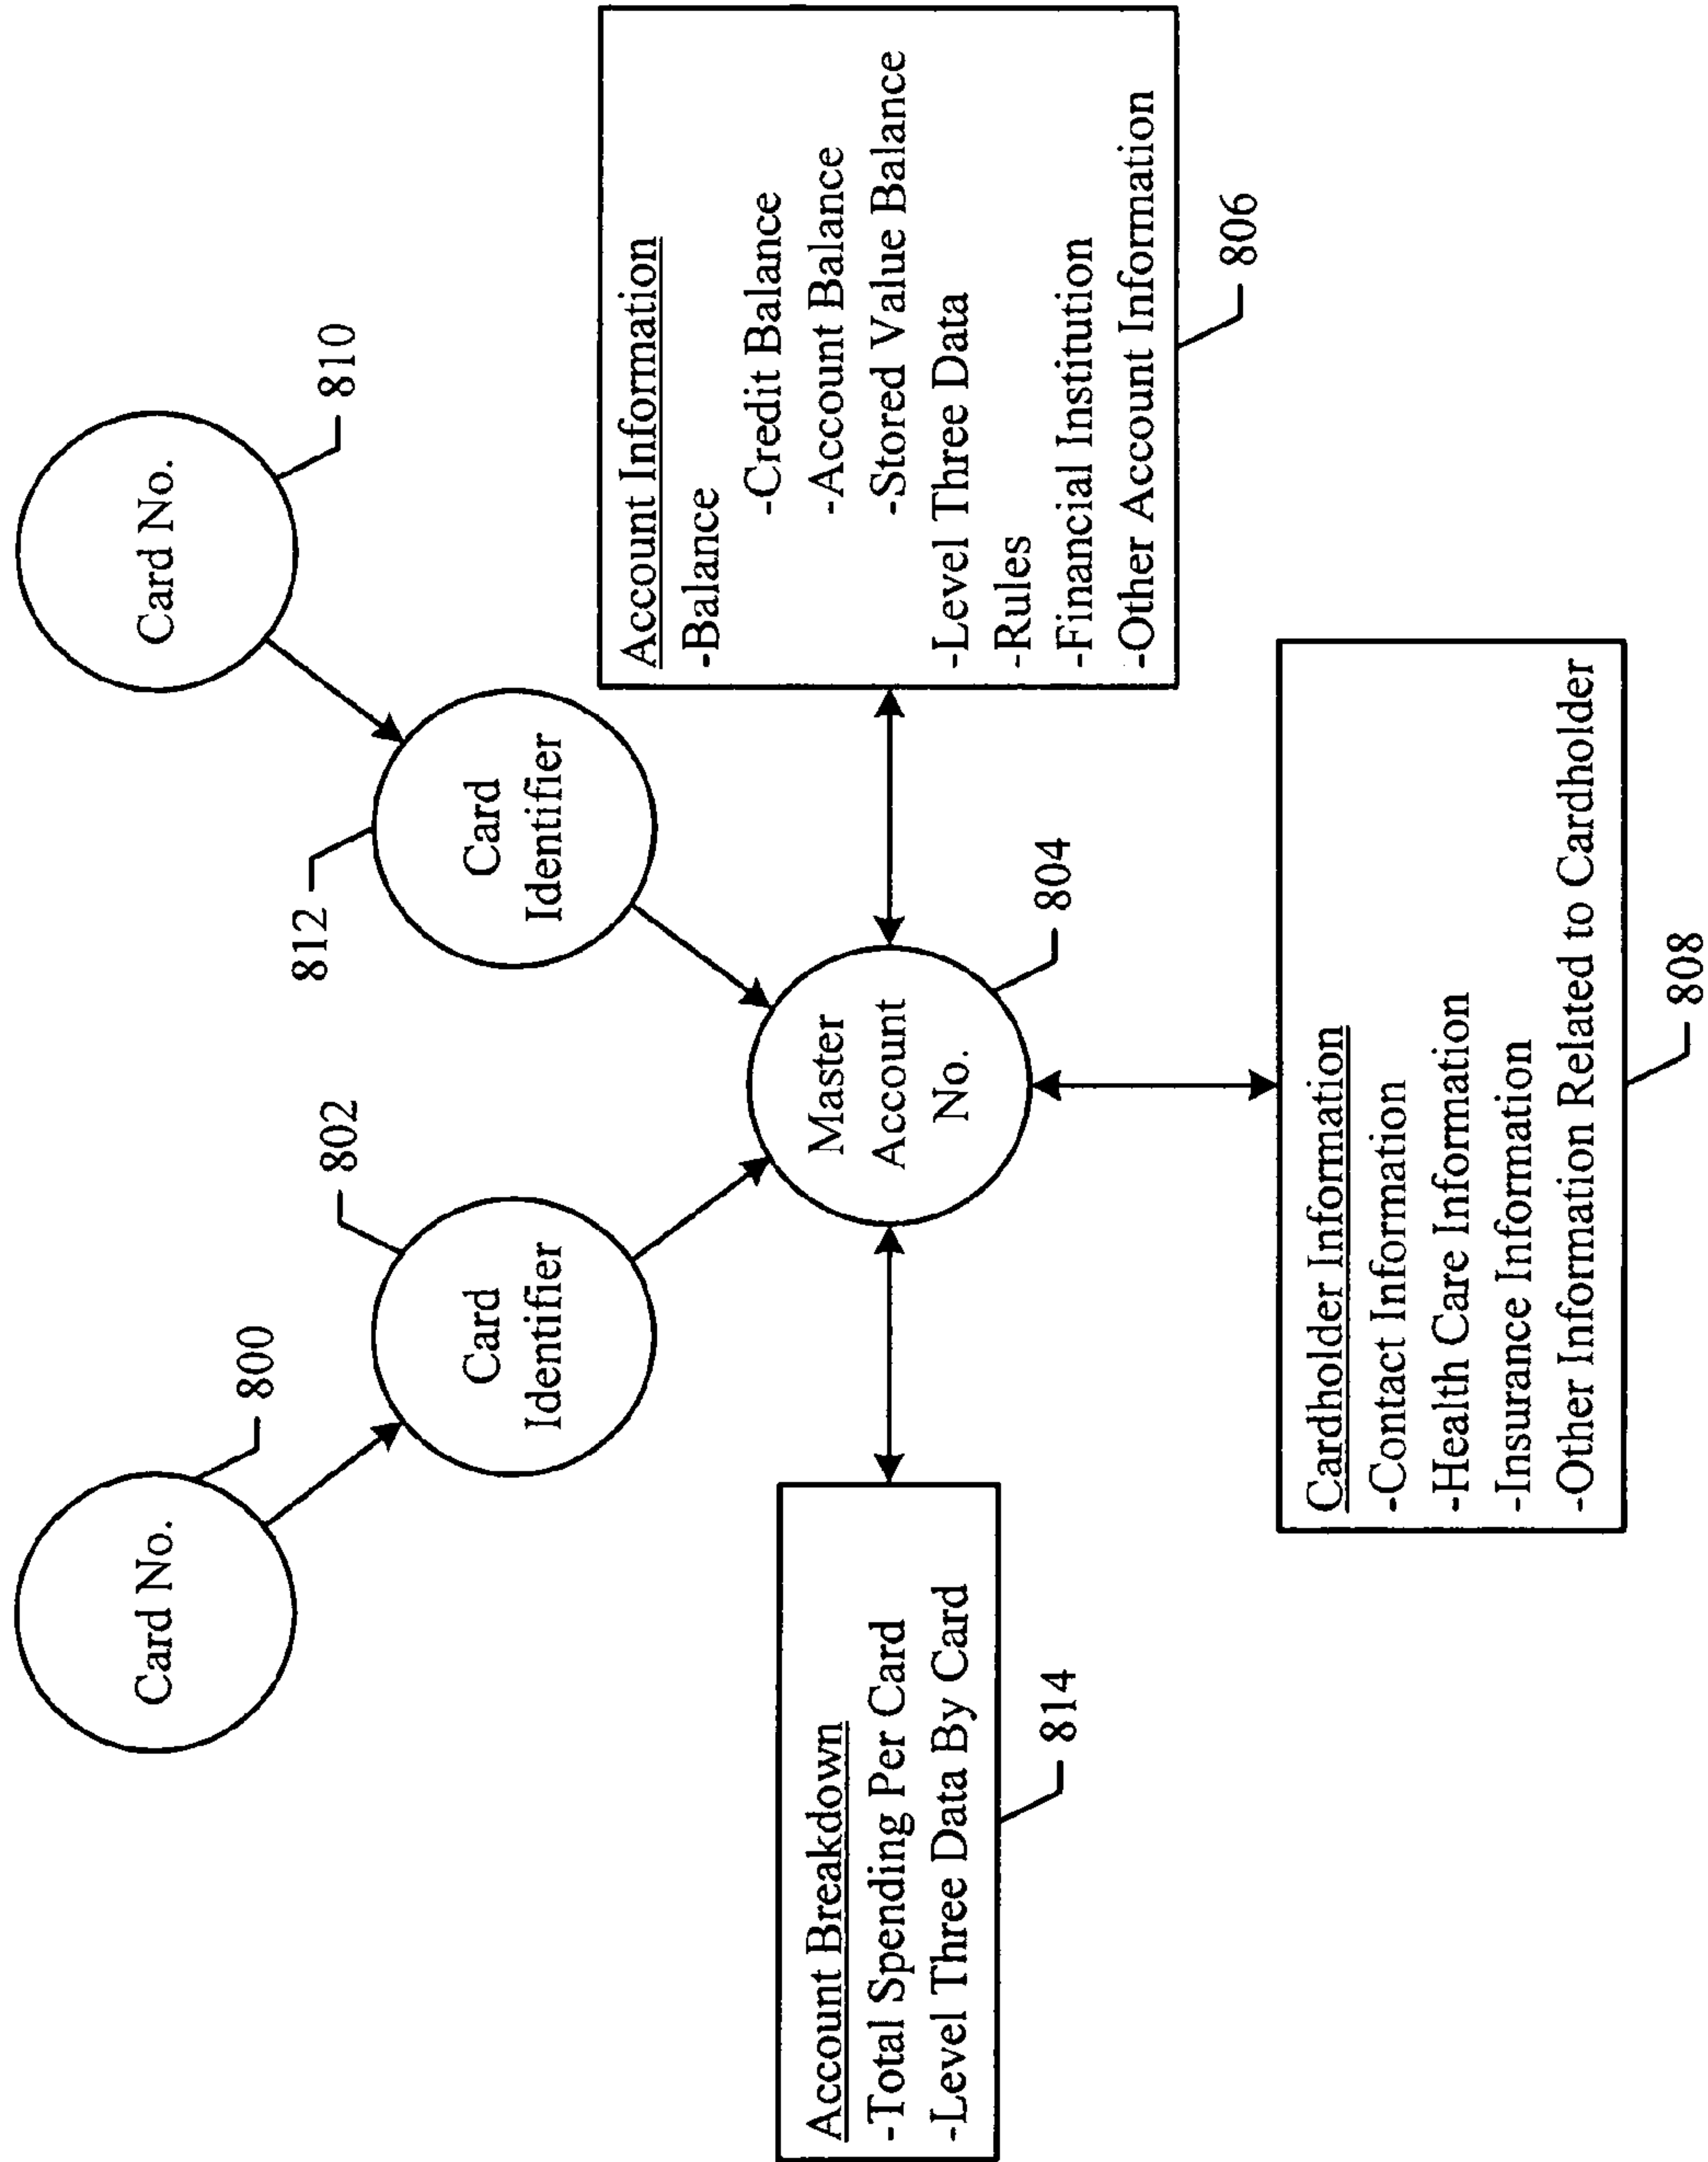 Card No.
800
Card No.
810
Card
Identifier
802
812
Card
Identifier
Master
Account
No.
804
Account Breakdown
-Total Spending Per Card
-Level Three Data By Card
814
Account Information
-Balance
-Credit Balance
-Account Balance
-Stored Value Balance
-Level Three Data
-Rules
-Financial Institution
-Other Account Information
806
Cardholder Information
-Contact Information
-Health Care Information
-Insurance Information
-Other Information Related to Cardholder
808